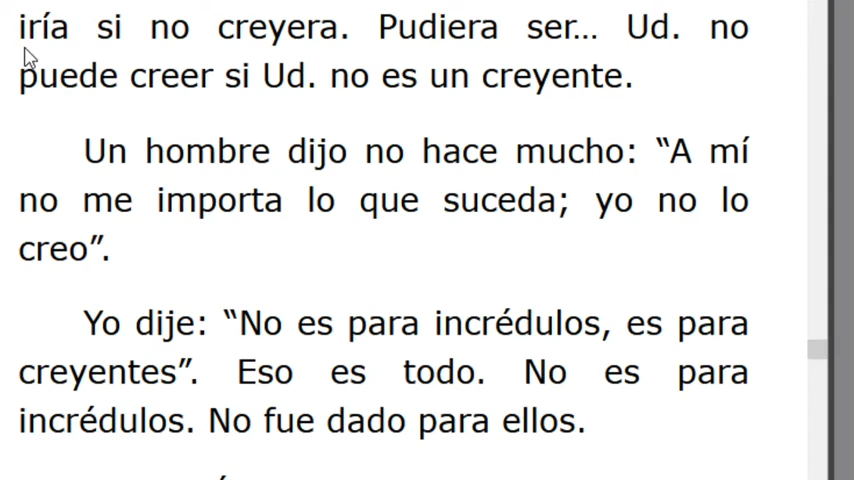 iría si no creyera. Pudiera ser... Ud. no
puede creer si Ud. no es un creyente.
Un hombre dijo no hace mucho: “A mí
no me importa lo que suceda; yo no lo
creo”.
Yo dije: “No es para incrédulos, es para
creyentes”. Eso es todo. No es para
incrédulos. No fue dado para ellos.